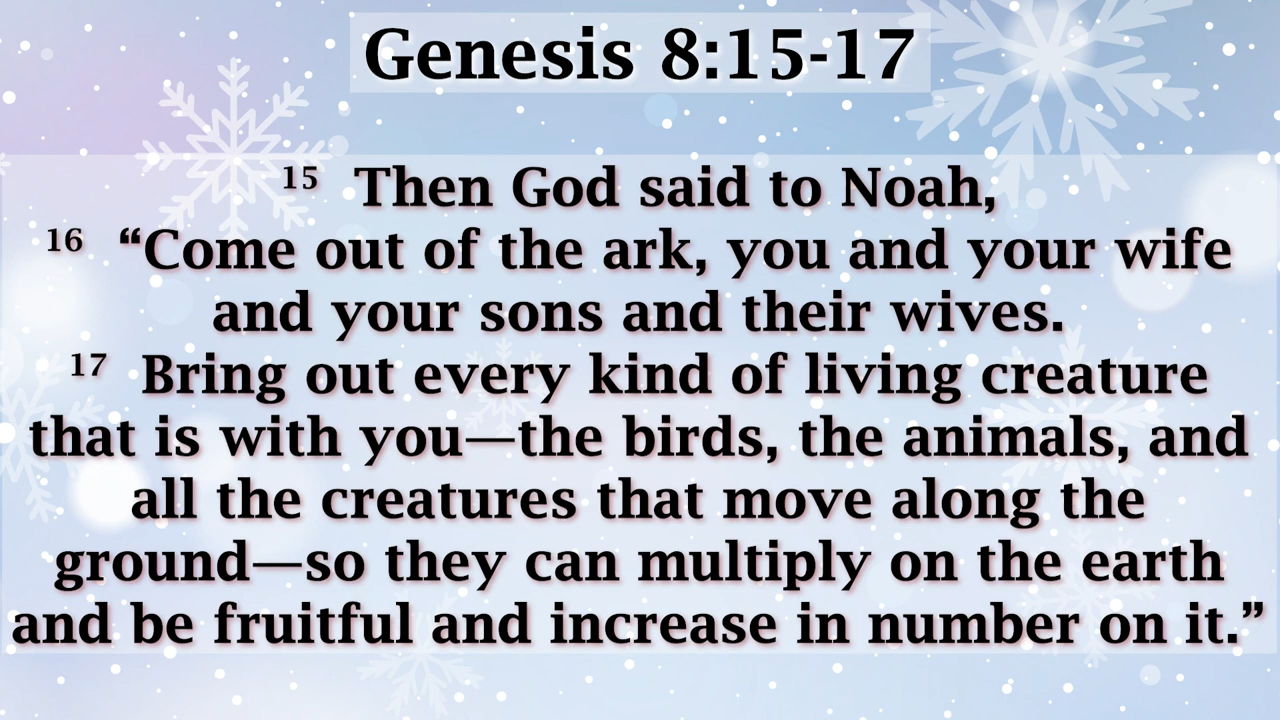 Genesis 8:15-17
15 Then God said to Noah,
16 “Come out of the ark, you and your wife
and your sons and their wives.
17 Bring out every kind of living creature
that is with you—the birds, the animals, and
all the creatures that move along the
ground—so they can multiply on the earth
and be fruitful and increase in number on it.”